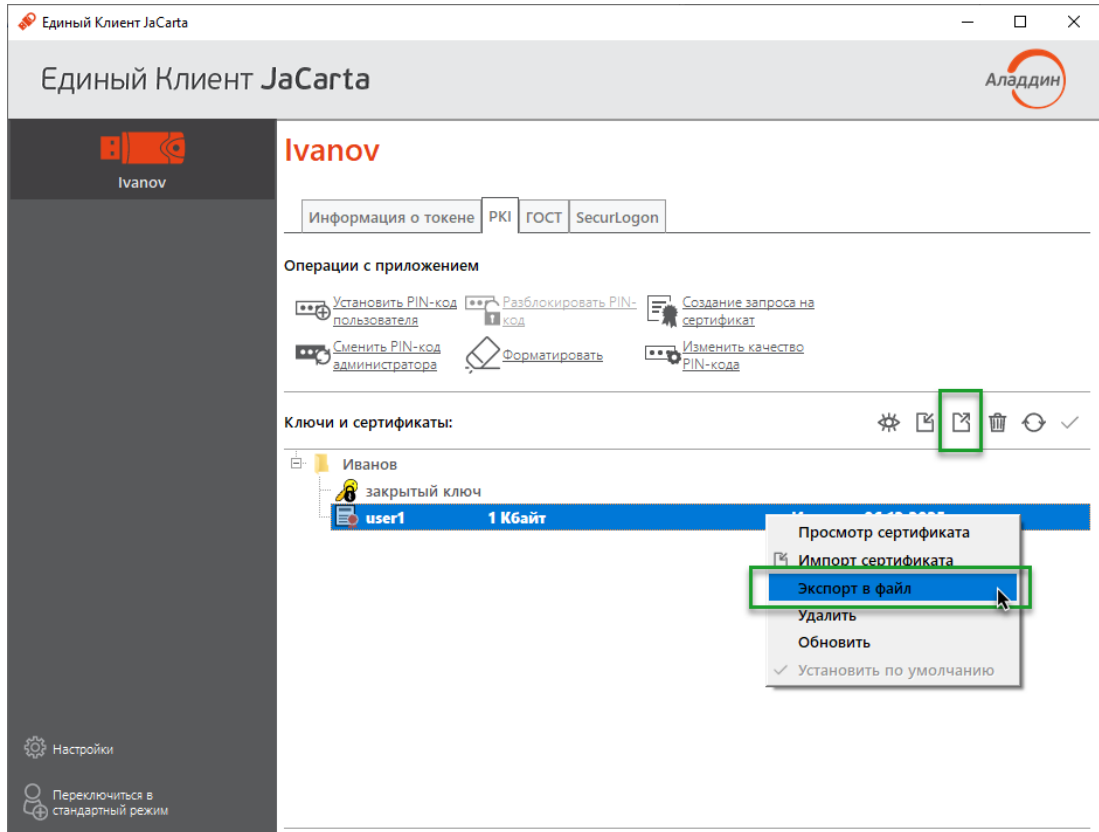 Единый Клиент JaCarta
Единый Клиент JaCarta
Аладдин
Ivanov
Ivanov
Информация о токене PKI ГОСТ SecurLogon
Операции с приложением
Установить PIN-код
пользователя
Разблокировать PIN-
код
Создание запроса на
сертификат
Сменить PIN-код
администратора
Форматировать
Изменить качество
PIN-кода
Ключи и сертификаты:
Иванов
закрытый ключ
user1 1 Кбайт
Просмотр сертификата
Импорт сертификата
Экспорт в файл
Удалить
Обновить
Установить по умолчанию
Настройки
Переключиться в
стандартный режим